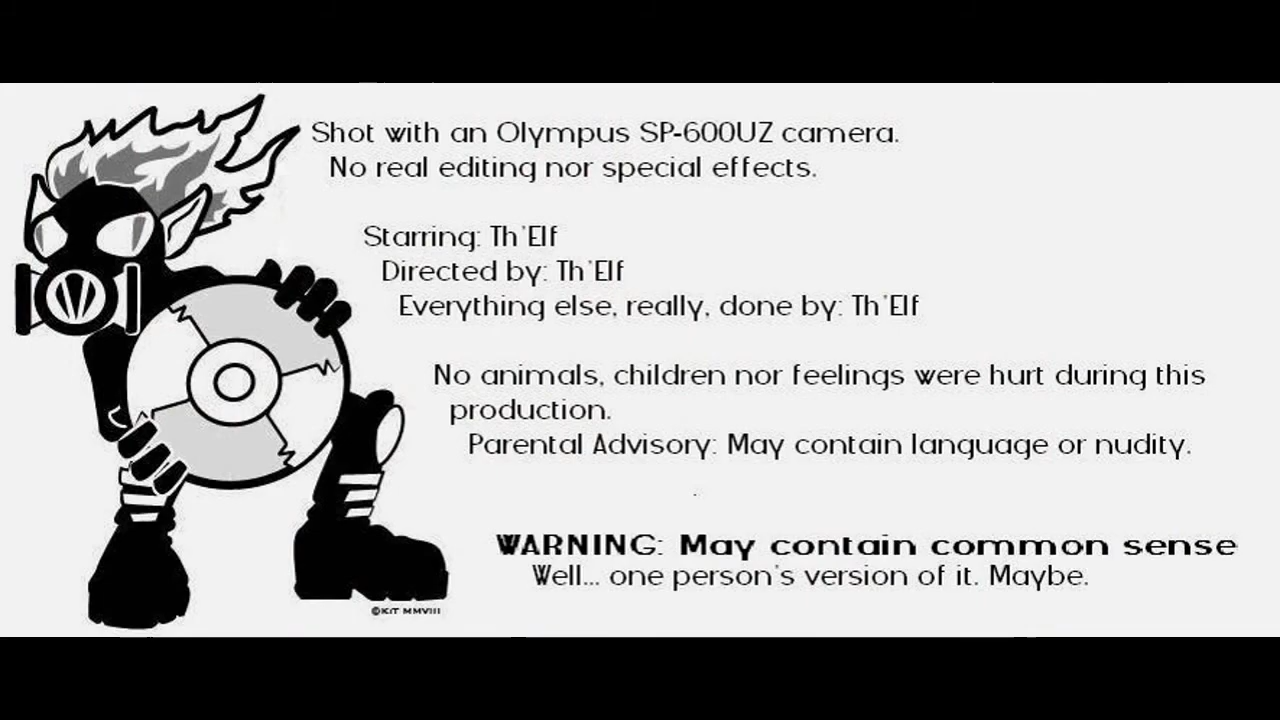 Shot with an Olympus SP-600UZ camera.
No real editing nor special effects.
Starring: Th'Elf
Directed by: Th'Elf
Everything else, really, done by: Th'Elf
No animals, children nor feelings were hurt during this
production.
Parental Advisory: May contain language or nudity.
WARNING: May contain common sense
Well... one person's version of it. Maybe.
©KiT MMVIII